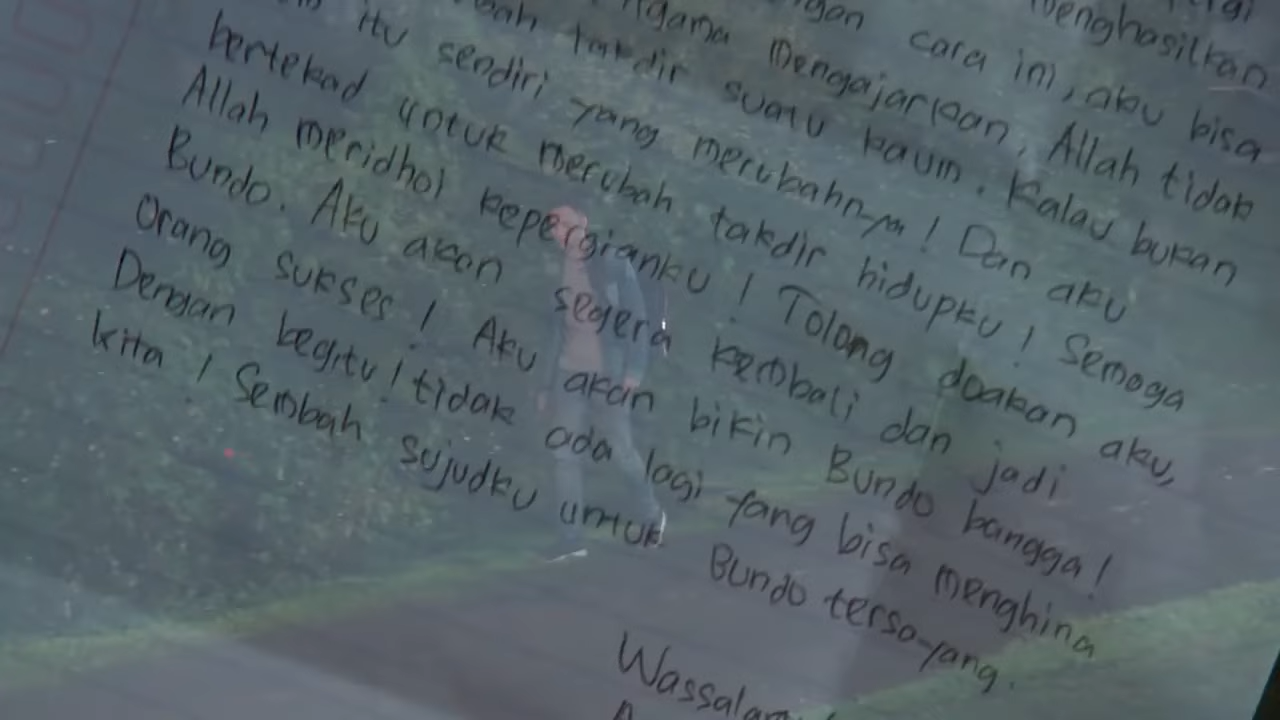 menghasilkan
cara ini, aku bisa
mengajarkan, Allah tidak
takdir suatu kaum. Kalau bukan
itu sendiri yang merubahnya ! Dan aku
bertekad untuk merubah takdir hidupku ! Semoga
Allah meridhoi kepergianku ! Tolong doakan aku,
Bundo. Aku akan segera kembali dan jadi
orang sukses ! Aku akan bikin Bundo bangga !
Dengan begitu ! tidak ada lagi yang bisa menghina
kita ! Sembah sujudku untuk Bundo tersayang.